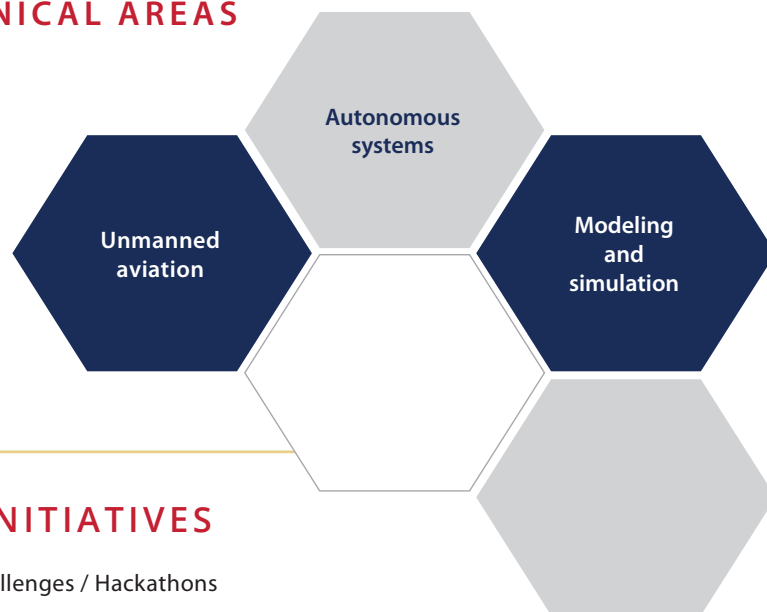 NICAL AREAS
Autonomous
systems
Unmanned
aviation
Modeling
and
simulation
NITIATIVES
llenges / Hackathons